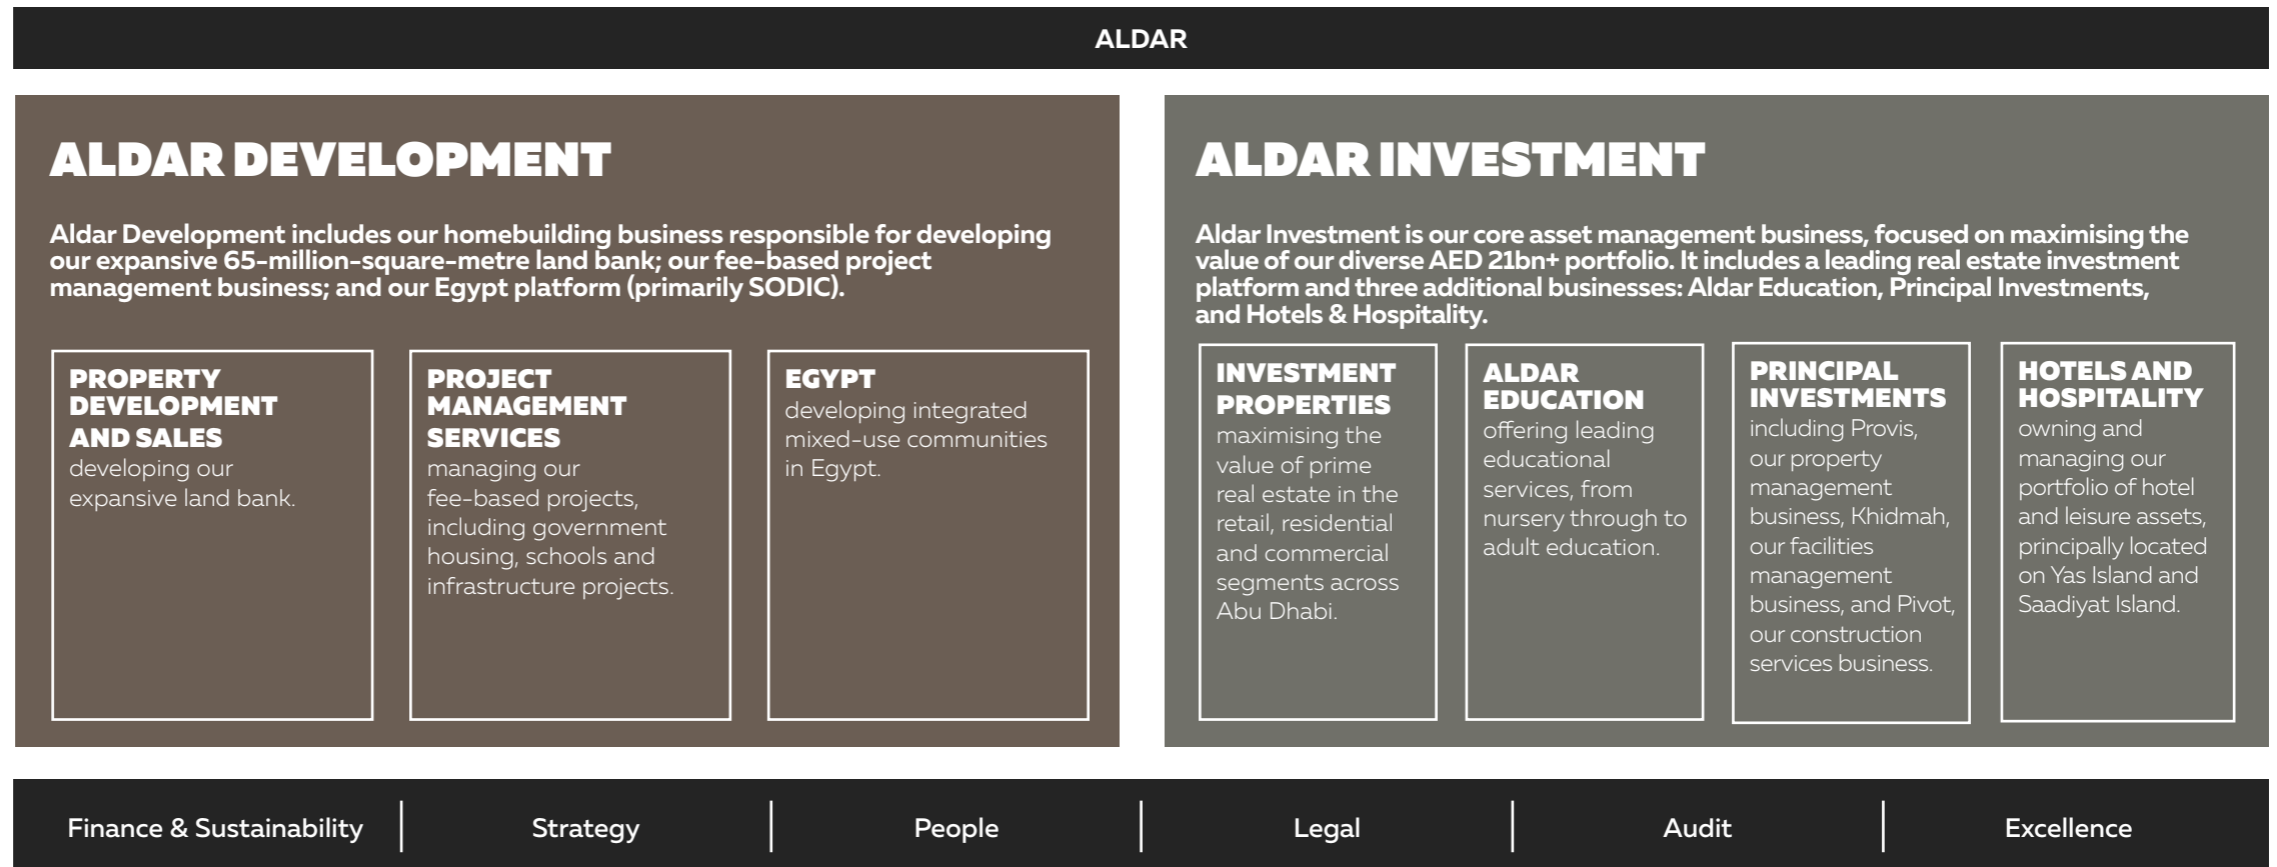 ALDAR
ALDAR DEVELOPMENT
Aldar Development includes our homebuilding business responsible for developing
our expansive 65-million-square-metre land bank; our fee-based project
management business; and our Egypt platform (primarily SODIC).
PROPERTY
DEVELOPMENT
AND SALES
developing our
expansive land bank.
PROJECT
MANAGEMENT
SERVICES
managing our
fee-based projects,
including government
housing, schools and
infrastructure projects.
EGYPT
developing integrated
mixed-use communities
in Egypt.
ALDAR INVESTMENT
Aldar Investment is our core asset management business, focused on maximising the
value of our diverse AED 21bn+ portfolio. It includes a leading real estate investment
platform and three additional businesses: Aldar Education, Principal Investments,
and Hotels & Hospitality.
INVESTMENT
PROPERTIES
maximising the
value of prime
real estate in the
retail, residential
and commercial
segments across
Abu Dhabi.
ALDAR
EDUCATION
offering leading
educational
services, from
nursery through to
adult education.
PRINCIPAL
INVESTMENTS
including Provis,
our property
management
business, Khidmah,
our facilities
management
business, and Pivot,
our construction
services business.
HOTELS AND
HOSPITALITY
owning and
managing our
portfolio of hotel
and leisure assets,
principally located
on Yas Island and
Saadiyat Island.
Finance & Sustainability
Strategy
People
Legal
Audit
Excellence